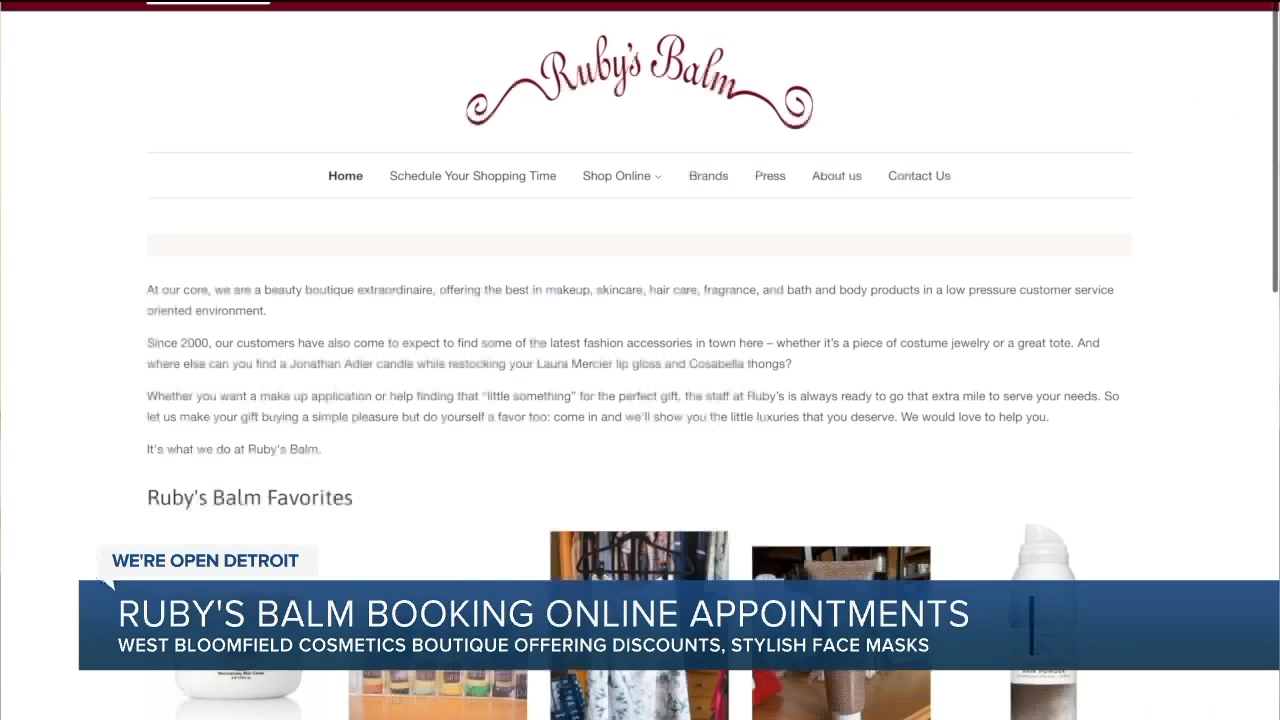 Ruby's Balm
Home Schedule Your Shopping Time Shop Online Brands Press About us Contact Us
At our core, we are a beauty boutique extraordinaire, offering the best in makeup, skincare, hair care, fragrance, and bath and body products in a low pressure customer service
oriented environment.
Since 2000, our customers have also come to expect to find some of the latest fashion accessories in town here – whether it's a piece of costume jewelry or a great tote. And
where else can you find a Jonathan Adler candle while restocking your Laura Mercier lip gloss and Cosabella thongs?
Whether you want a make up application or help finding that "little something" for the perfect gift, the staff at Ruby's is always ready to go that extra mile to serve your needs. So
let us make your gift buying a simple pleasure but do yourself a favor too: come in and we'll show you the little luxuries that you deserve. We would love to help you.
It's what we do at Ruby's Balm.
Ruby's Balm Favorites
WE'RE OPEN DETROIT
RUBY'S BALM BOOKING ONLINE APPOINTMENTS
WEST BLOOMFIELD COSMETICS BOUTIQUE OFFERING DISCOUNTS, STYLISH FACE MASKS
HAIR POWDER